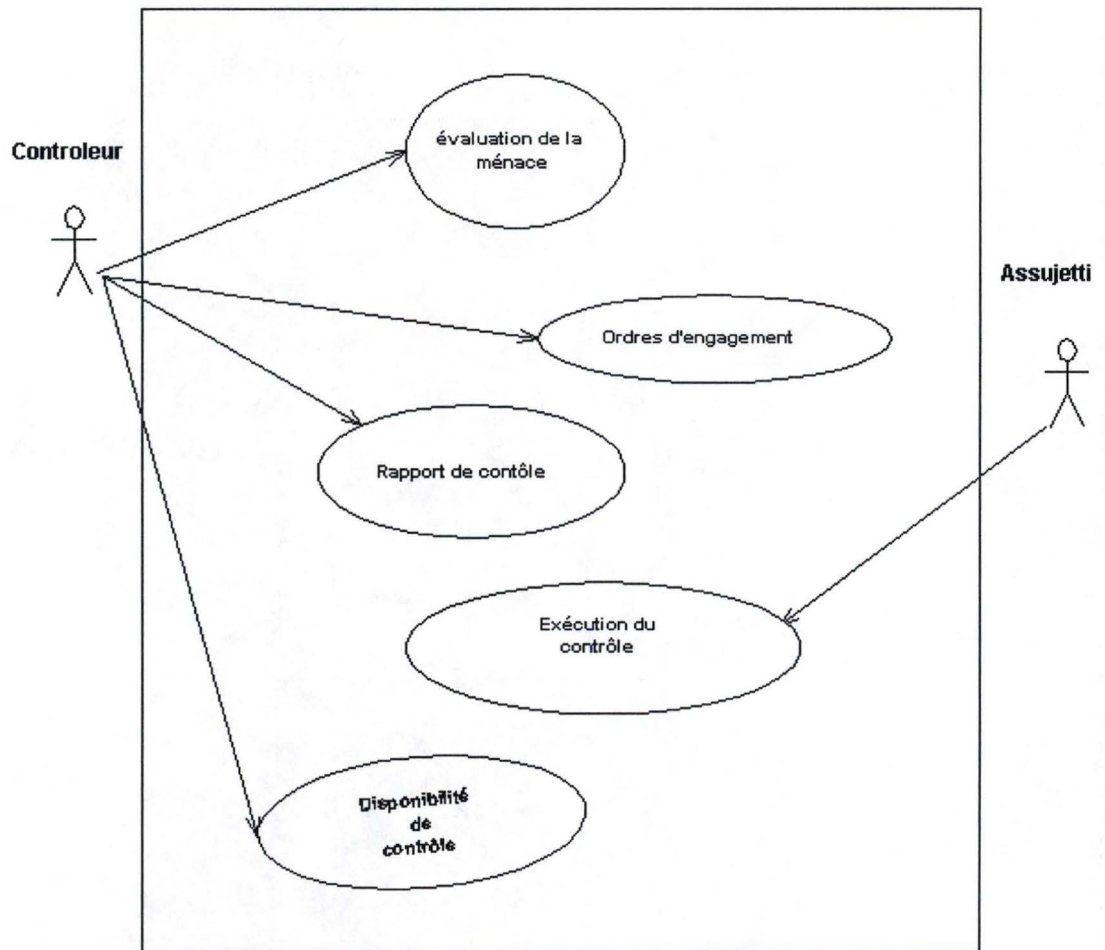 Controleur
évaluation de la
ménace
Assujetti
Ordres d'engagement
Rapport de contôle
Exécution du
contrôle
Disponibilité
de
contrôle